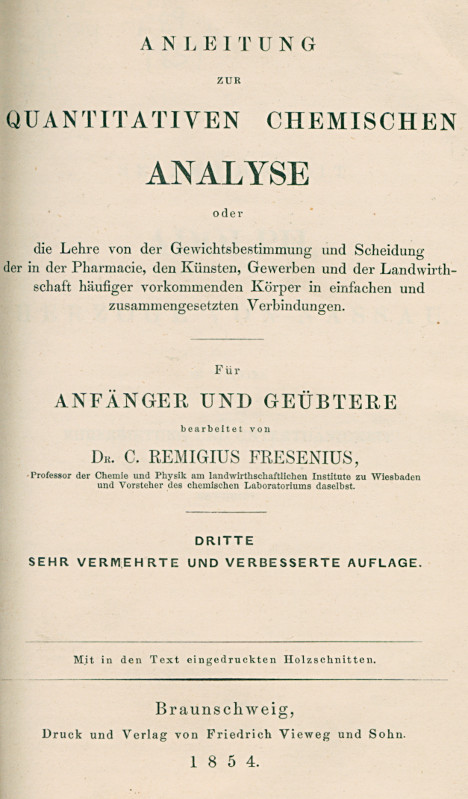 ANLEITUNG
ZUR
QUANTITATIVEN CHEMISCHEN
ANALYSE
oder
die Lehre von der Gewichtsbestimmung und Scheidung
der in der Pharmacie, den Künsten, Gewerben und der Landwirth-
schaft häufiger vorkommenden Körper in einfachen und
zusammengesetzten Verbindungen.
Für
ANFÄNGER UND GEÜBTERE
bearbeitet von
DR. C. REMIGIUS FRESENIUS,
Professor der Chemie und Physik am landwirthschaftlichen Institute zu Wiesbaden
und Vorsteher des chemischen Laboratoriums daselbst.
DRITTE
SEHR VERMEHRTE UND VERBESSERTE AUFLAGE.
Mit in den Text eingedruckten Holzschnitten.
Braunschweig,
Druck und Verlag von Friedrich Vieweg und Sohn.
1854.